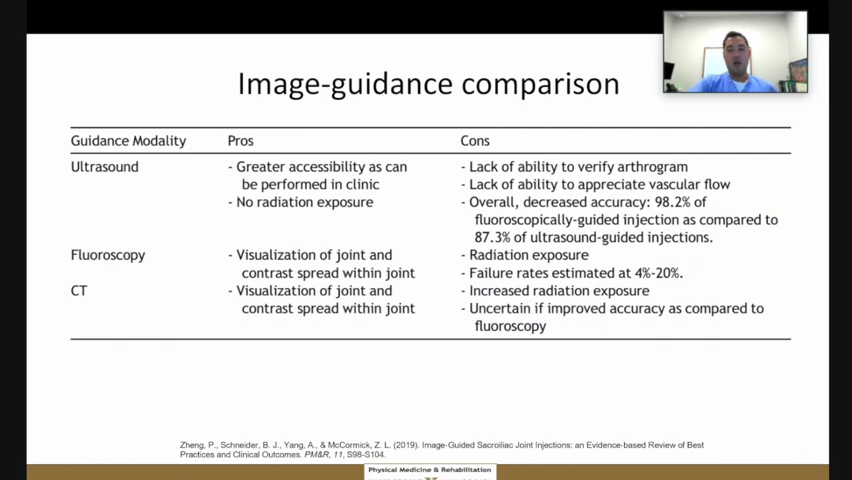 Image-guidance comparison
Guidance Modality Pros Cons
Ultrasound - Greater accessibility as can - Lack of ability to verify arthrogram
be performed in clinic - Lack of ability to appreciate vascular flow
- No radiation exposure - Overall, decreased accuracy: 98.2% of
fluoroscopically-guided injection as compared to
87.3% of ultrasound-guided injections.
Fluoroscopy - Visualization of joint and - Radiation exposure
contrast spread within joint - Failure rates estimated at 4%-20%.
CT - Visualization of joint and - Increased radiation exposure
contrast spread within joint - Uncertain if improved accuracy as compared to
fluoroscopy
Zheng, P., Schneider, B. J., Yang, A., & McCormick, Z. L. (2019). Image-Guided Sacroiliac Joint Injections: an Evidence-based Review of Best
Practices and Clinical Outcomes. PM&R, 11, S98-S104.
Physical Medicine & Rehabilitation